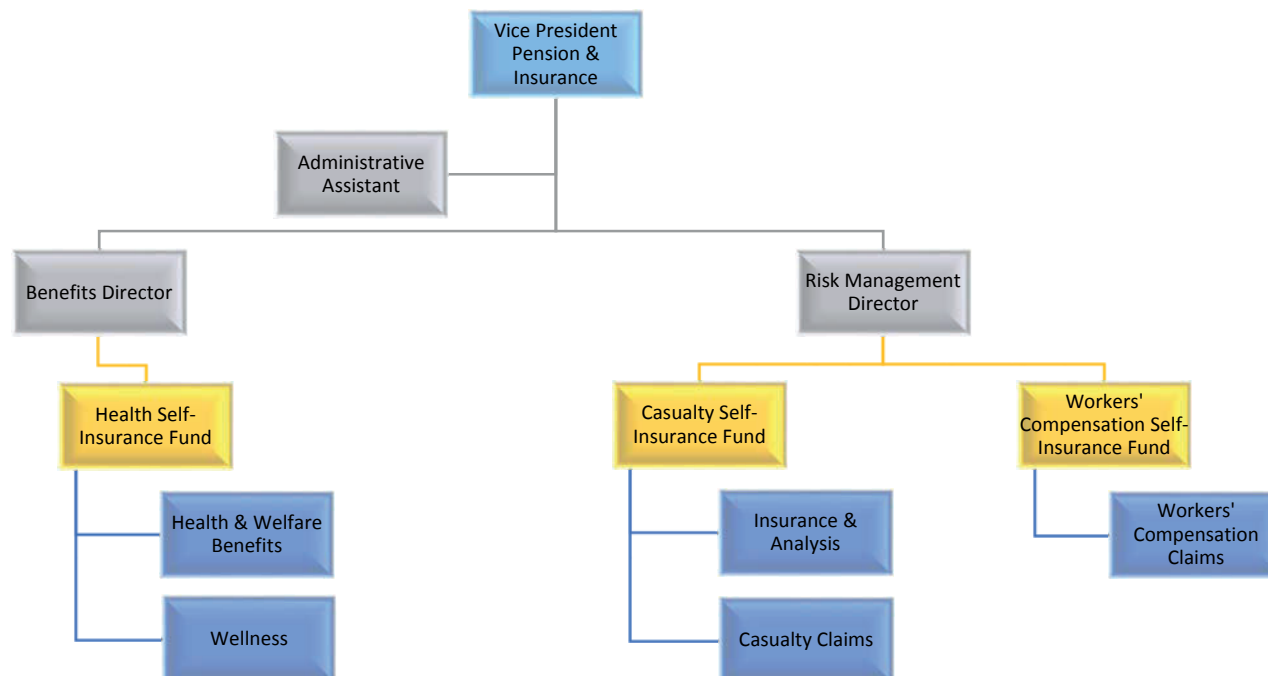 Vice President
Pension &
Insurance
Administrative
Assistant
Benefits Director
Risk Management
Director
Health Self-
Insurance Fund
Casualty Self-
Insurance Fund
Workers'
Compensation Self-
Insurance Fund
Health & Welfare
Benefits
Insurance &
Analysis
Workers'
Compensation
Claims
Wellness
Casualty Claims